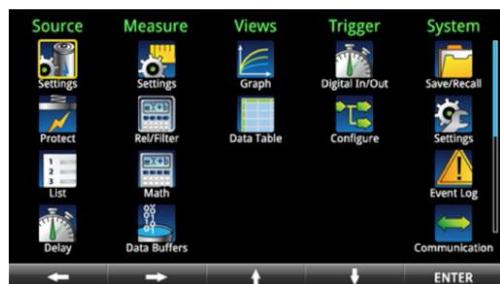 Source Measure Views Trigger System
Settings Settings Graph Digital In/Out Save/Recall
Protect Rel/Filter Data Table Configure Settings
List Math Event Log
Delay Data Buffers Communication
ENTER